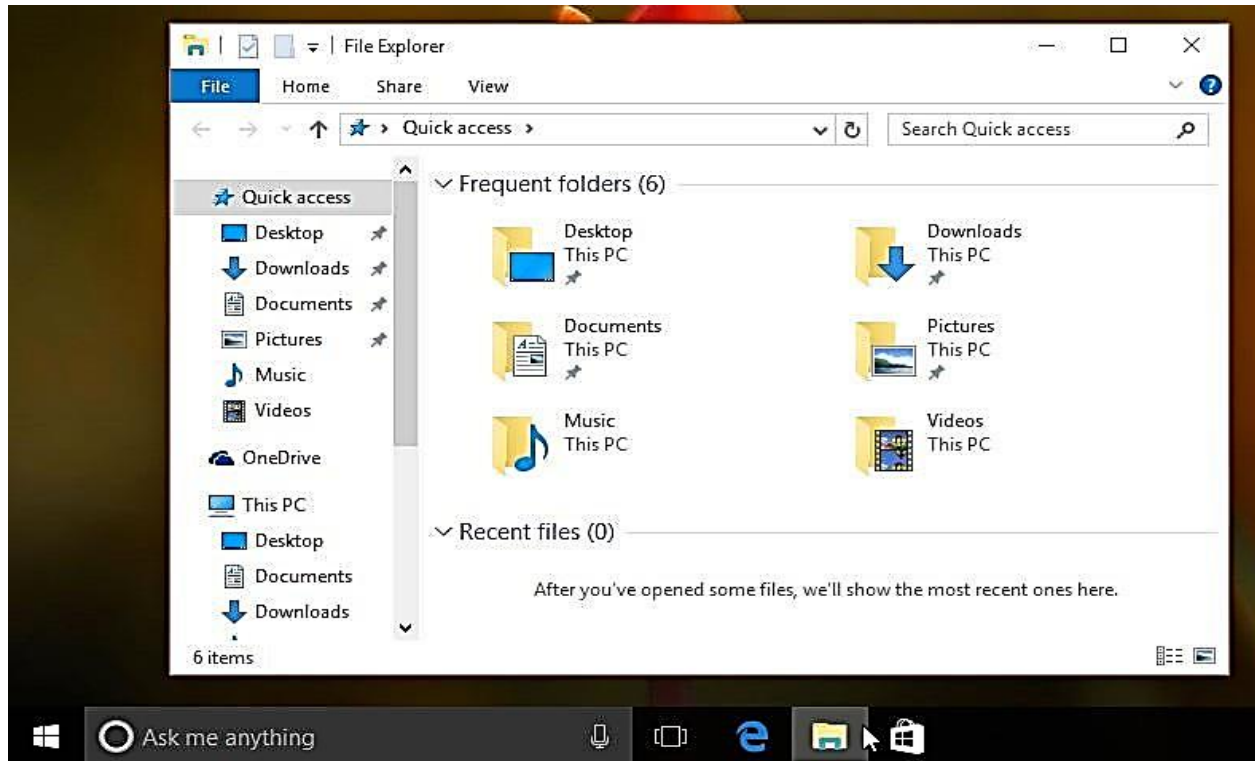 File Explorer
File Home Share View
Quick access
Search Quick access
Quick access
Desktop
Downloads
Documents
Pictures
Music
Videos
OneDrive
This PC
Desktop
Documents
Downloads
Frequent folders (6)
Desktop
This PC
Downloads
This PC
Documents
This PC
Pictures
This PC
Music
This PC
Videos
This PC
Recent files (0)
After you've opened some files, we'll show the most recent ones here.
6 items
Ask me anything